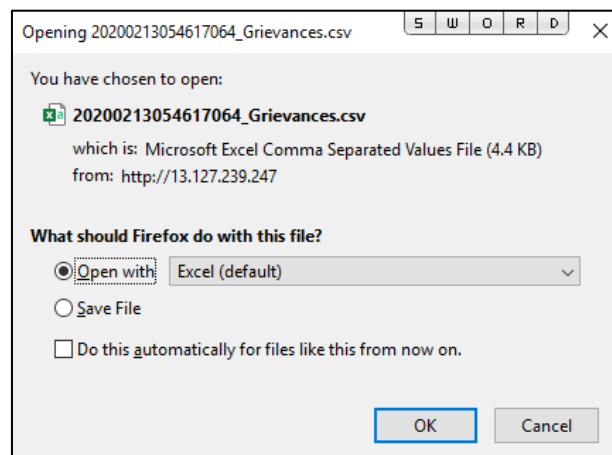 Opening 20200213054617064_Grievances.csv
S W O R D
You have chosen to open:
20200213054617064_Grievances.csv
which is: Microsoft Excel Comma Separated Values File (4.4 KB)
from: http://13.127.239.247
What should Firefox do with this file?
Open with Excel (default)
Save File
Do this automatically for files like this from now on.
OK Cancel